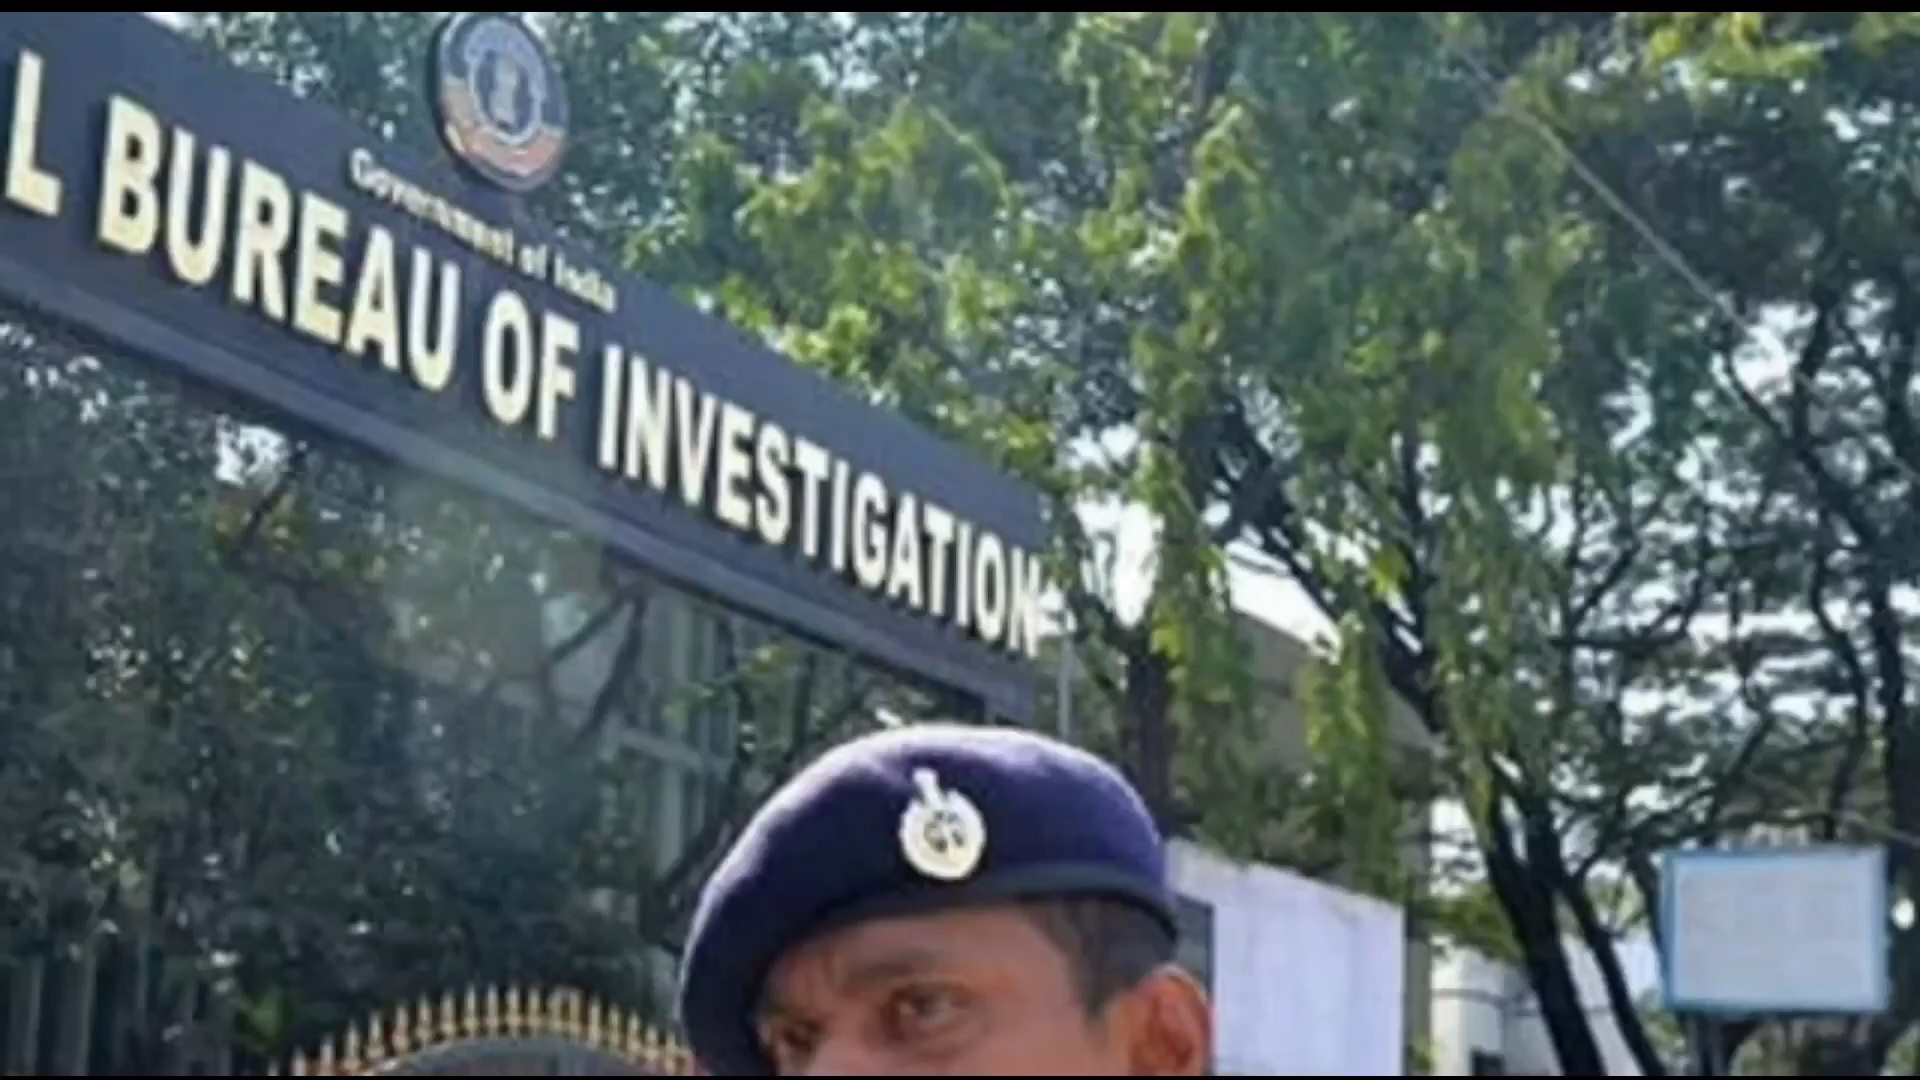 Government of India
L BUREAU OF INVESTIGATION